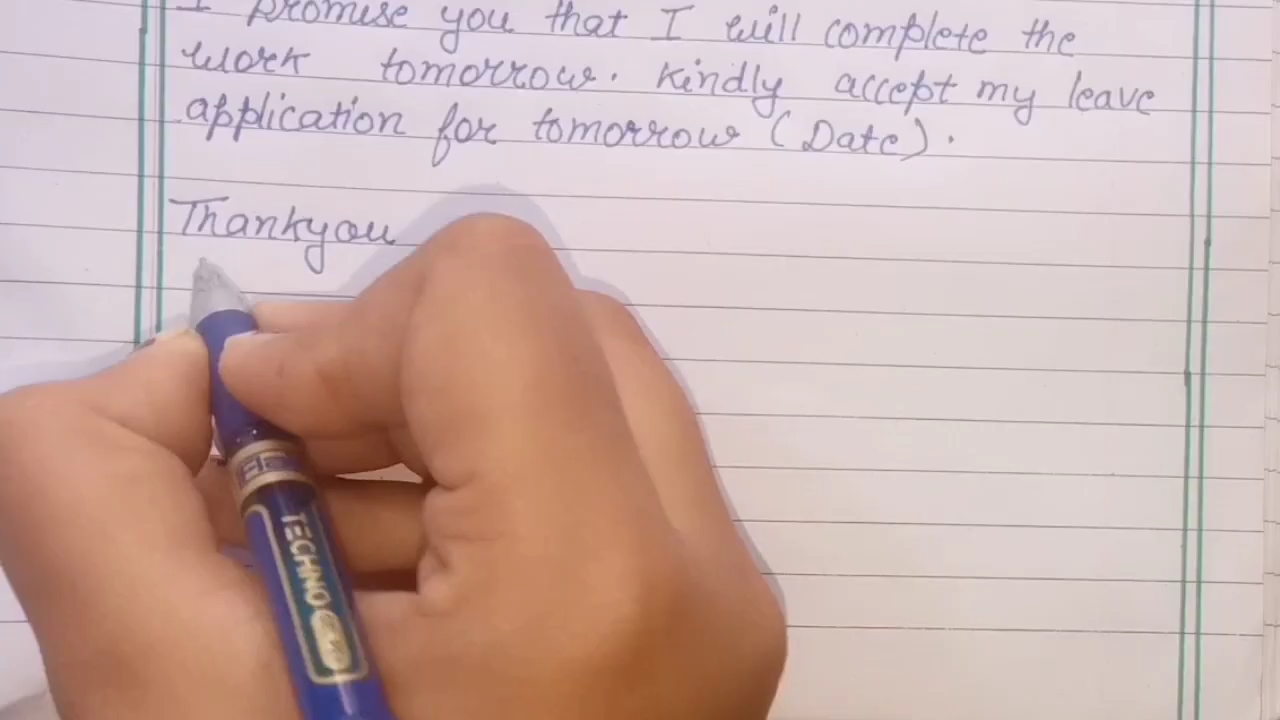 I promise you that I will complete the
work tomorrow. Kindly accept my leave
application for tomorrow (Date).
Thankyou
TECHNO